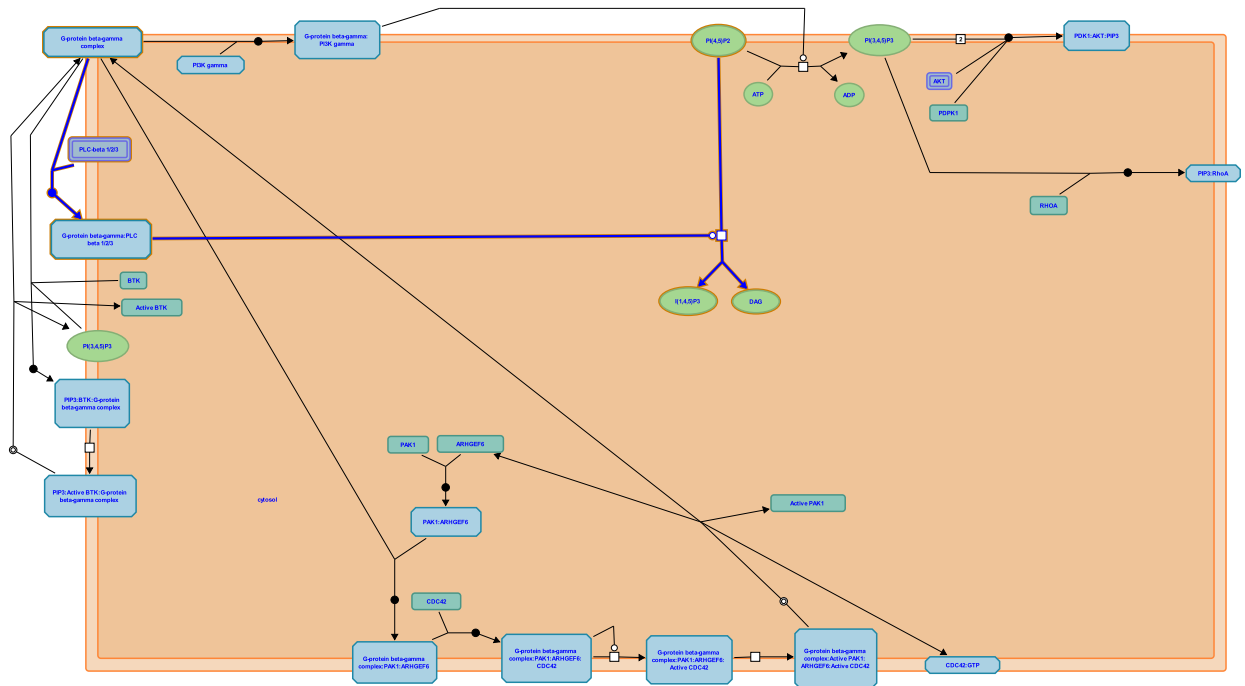 G-protein beta-gamma
complex
PI3K gamma
G-protein beta-gamma:
PI3K gamma
PI(4,5)P2
ATP
ADP
PI(3,4,5)P3
2
AKT
PDPK1
PDK1:AKT:PIP3
PLC-beta 1/2/3
PIP3:RhoA
RHOA
G-protein beta-gamma:PLC
beta 1/2/3
BTK
Active BTK
I(1,4,5)P3
DAG
PI(3,4,5)P3
PIP3:BTK:G-protein
beta-gamma complex
PAK1
ARHGEF6
PIP3:Active BTK:G-protein
beta-gamma complex
cytosol
Active PAK1
PAK1:ARHGEF6
CDC42
G-protein beta-gamma
complex:PAK1:ARHGEF6
G-protein beta-gamma
complex:PAK1:ARHGEF6:
CDC42
G-protein beta-gamma
complex:PAK1:ARHGEF6:
Active CDC42
G-protein beta-gamma
complex:Active PAK1:
ARHGEF6:Active CDC42
CDC42:GTP